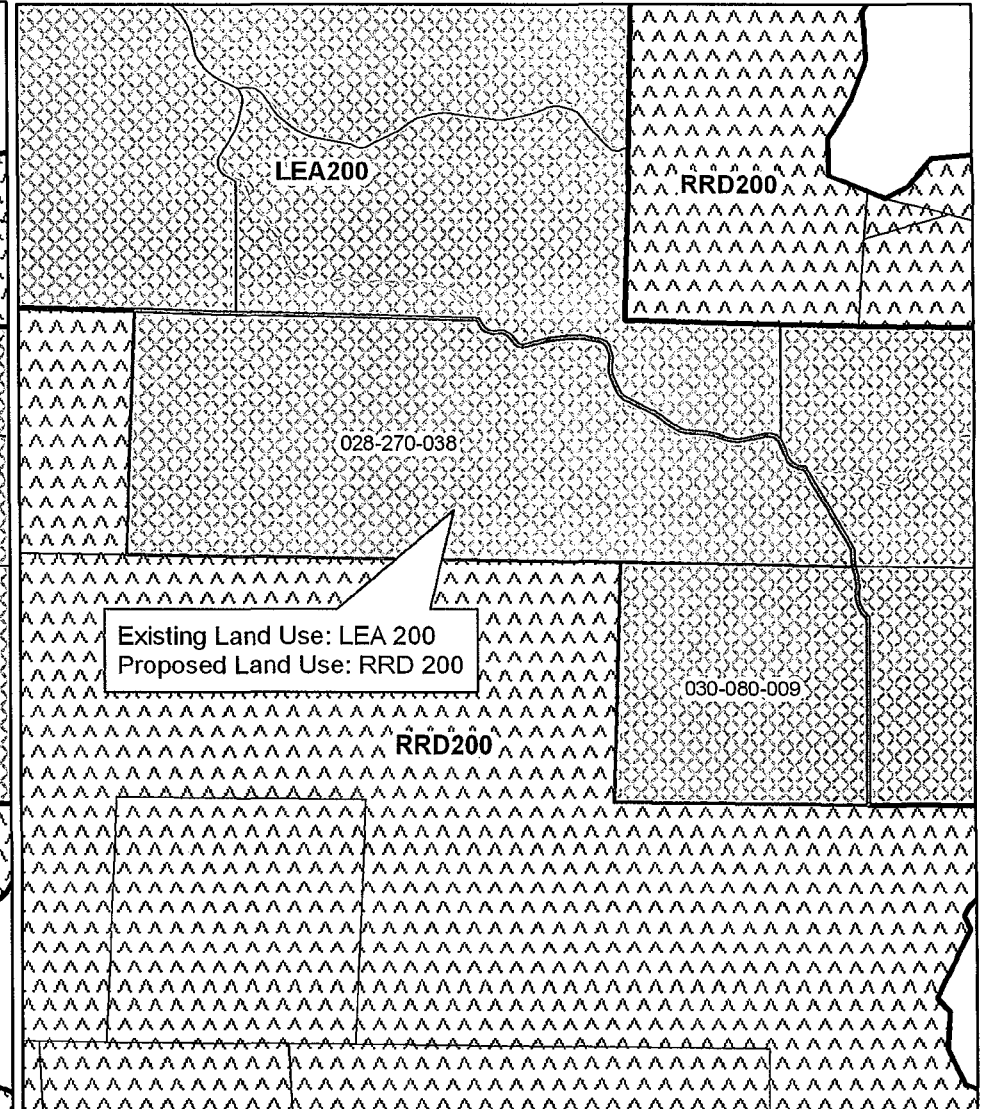 LEA200
RRD200
028-270-038
Existing Land Use: LEA 200
Proposed Land Use: RRD 200
030-080-009
RRD200